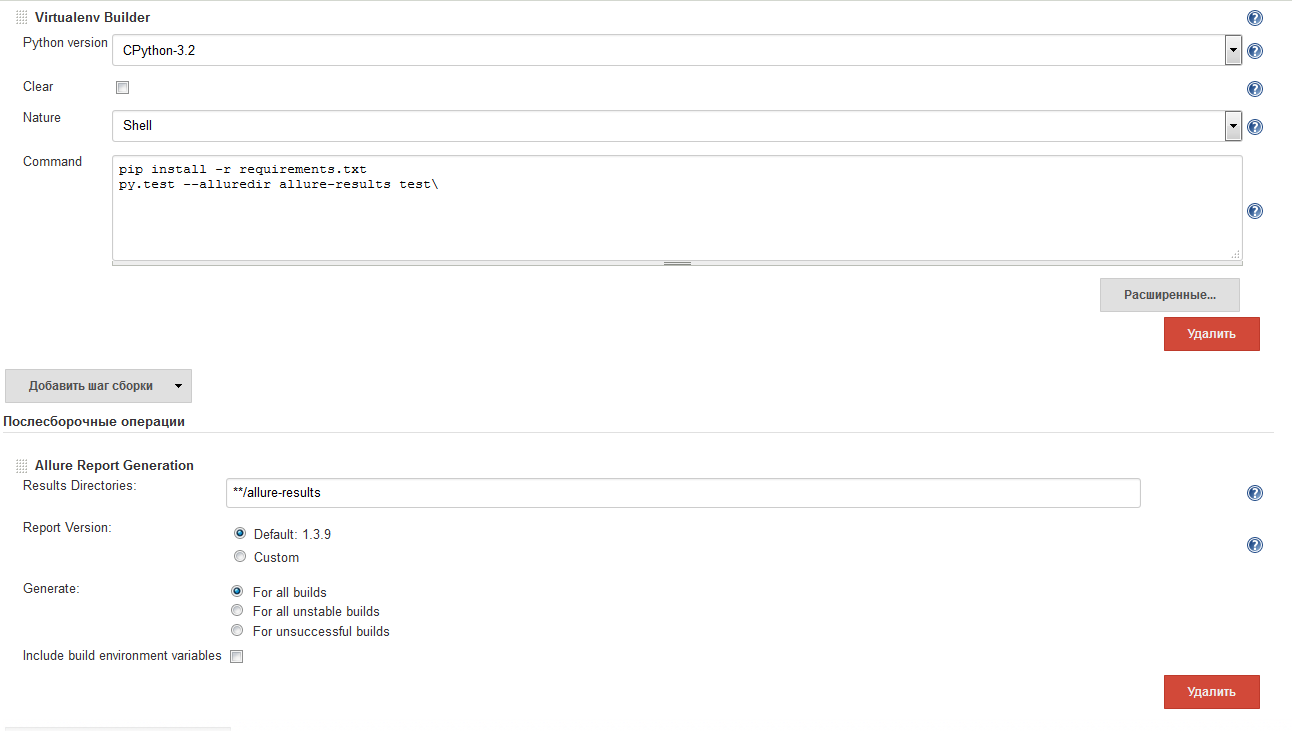 Virtualenv Builder
Python version
CPython-3.2
Clear
Nature
Shell
Command
pip install -r requirements.txt
py.test --alluredir allure-results test\
Расширенные...
Удалить
Добавить шаг сборки
Послесборочные операции
Allure Report Generation
Results Directories:
**/allure-results
Report Version:
Default: 1.3.9
Custom
Generate:
For all builds
For all unstable builds
For unsuccessful builds
Include build environment variables
Удалить